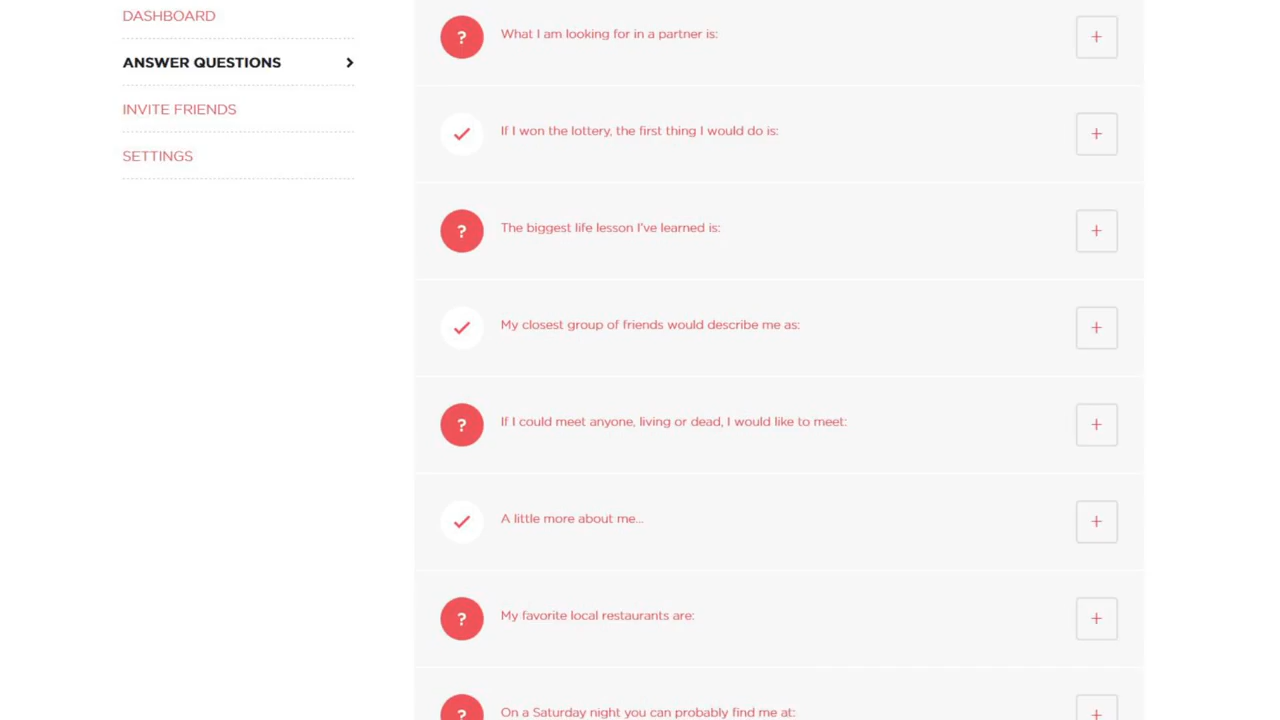 DASHBOARD
ANSWER QUESTIONS
INVITE FRIENDS
SETTINGS
? What I am looking for in a partner is: +
If I won the lottery, the first thing I would do is: +
? The biggest life lesson I've learned is: +
My closest group of friends would describe me as: +
? If I could meet anyone, living or dead, I would like to meet: +
A little more about me... +
? My favorite local restaurants are: +
? On a Saturday night you can probably find me at: +